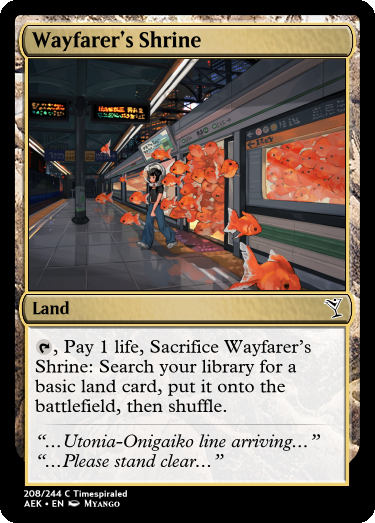 Wayfarer's Shrine
Land
, Pay 1 life, Sacrifice Wayfarer's
Shrine: Search your library for a
basic land card, put it onto the
battlefield, then shuffle.
“…Utonia-Onigaiko line arriving…”
“…Please stand clear…”
208/244 C Timespiraled
AEK • EN Myango